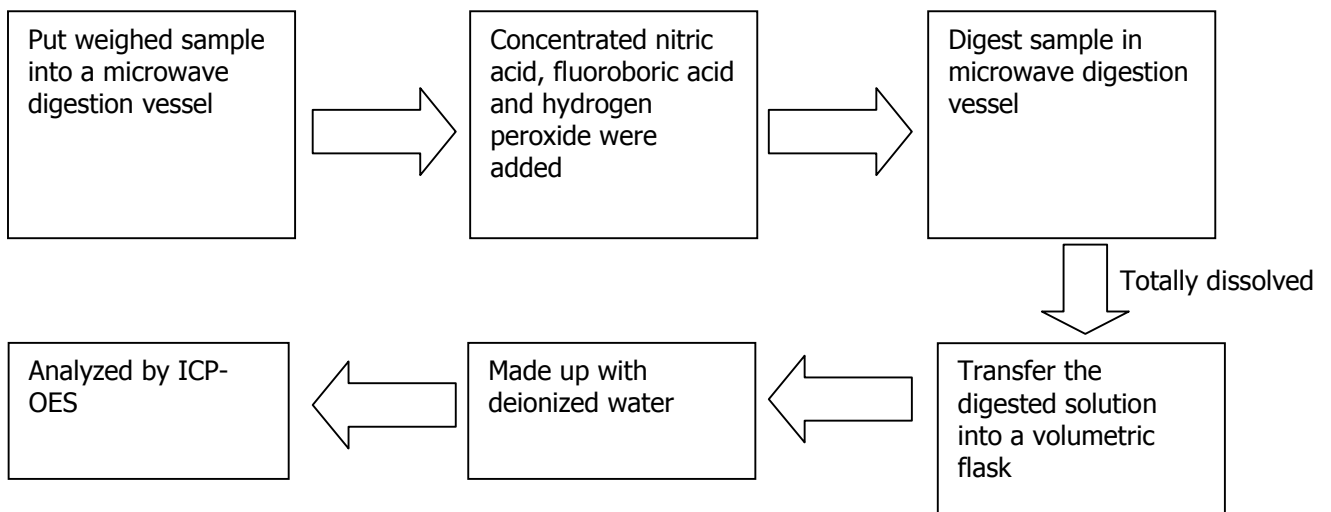 Put weighed sample
into a microwave
digestion vessel
Concentrated nitric
acid, fluoroboric acid
and hydrogen
peroxide were
added
Digest sample in
microwave digestion
vessel
Totally dissolved
Transfer the
digested solution
into a volumetric
flask
Made up with
deionized water
Analyzed by ICP-
OES